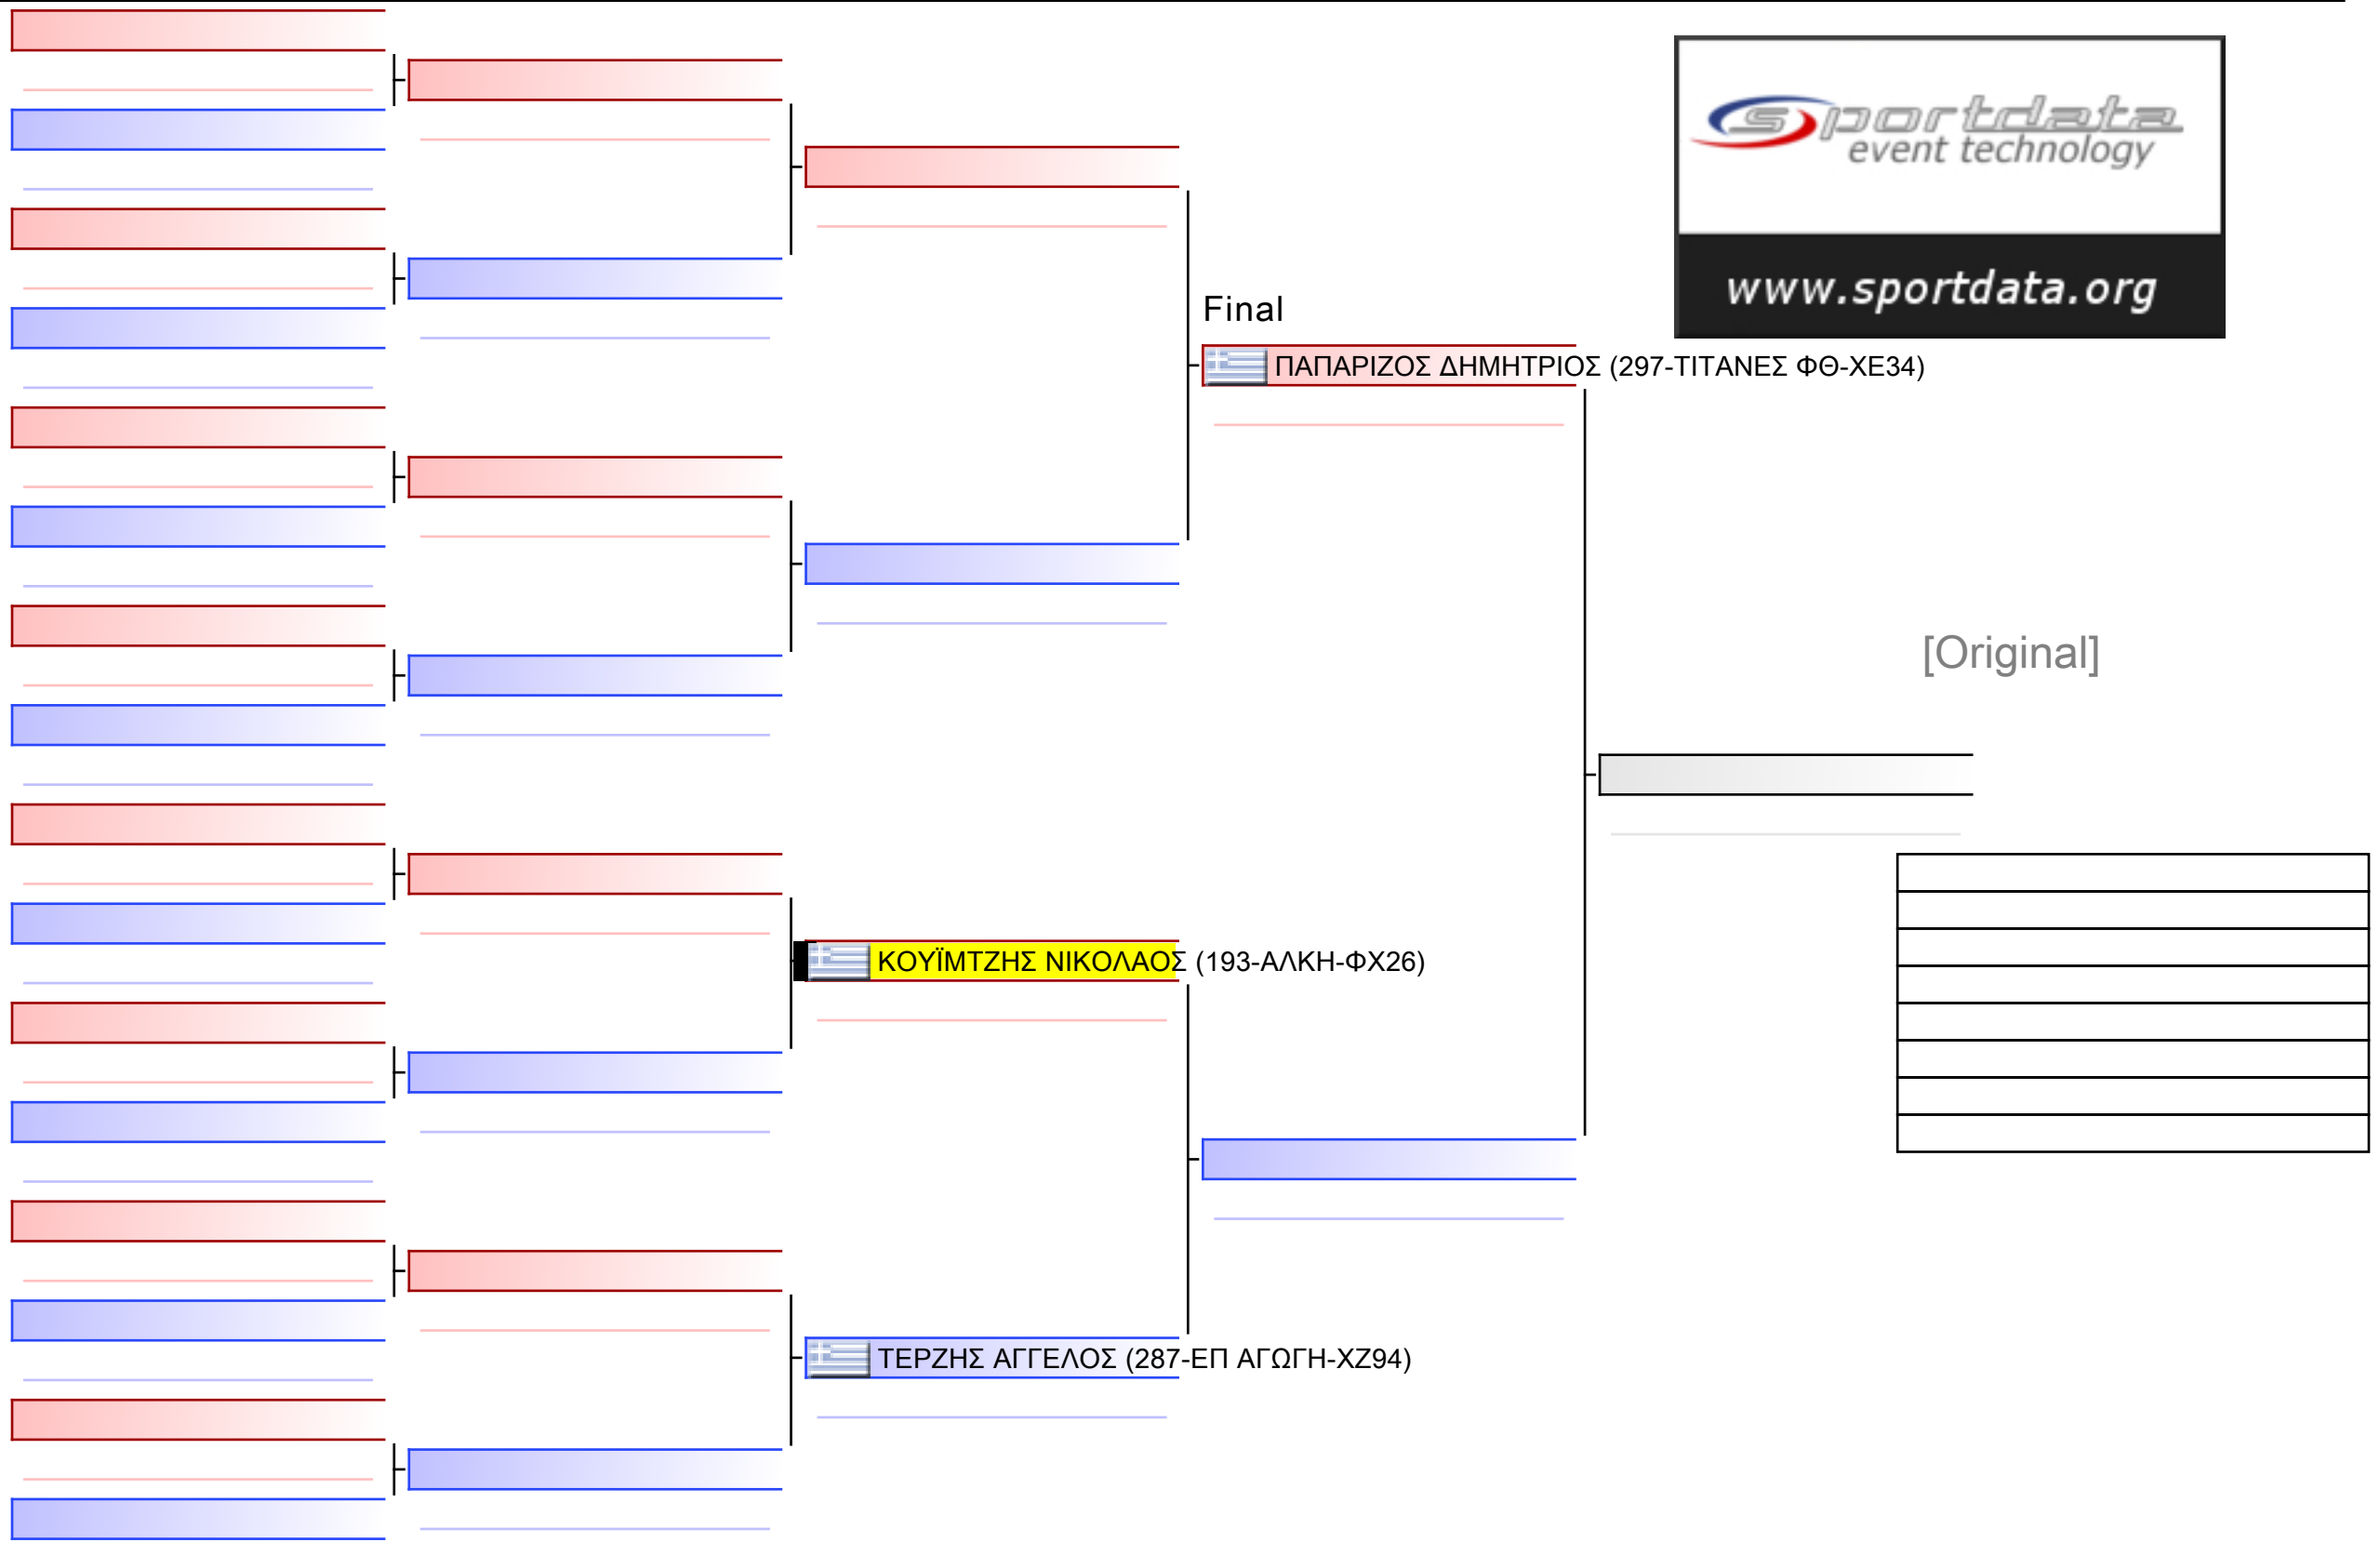 sportdata
event technology
www.sportdata.org
Final
ΠΑΠΑΡΙΖΟΣ ΔΗΜΗΤΡΙΟΣ (297-ΤΙΤΑΝΕΣ ΦΘ-ΧΕ34)
[Original]
ΚΟΥΪΜΤΖΗΣ ΝΙΚΟΛΑΟΣ (193-ΑΛΚΗ-ΦΧ26)
ΤΕΡΖΗΣ ΑΓΓΕΛΟΣ (287-ΕΠ ΑΓΩΓΗ-ΧΖ94)